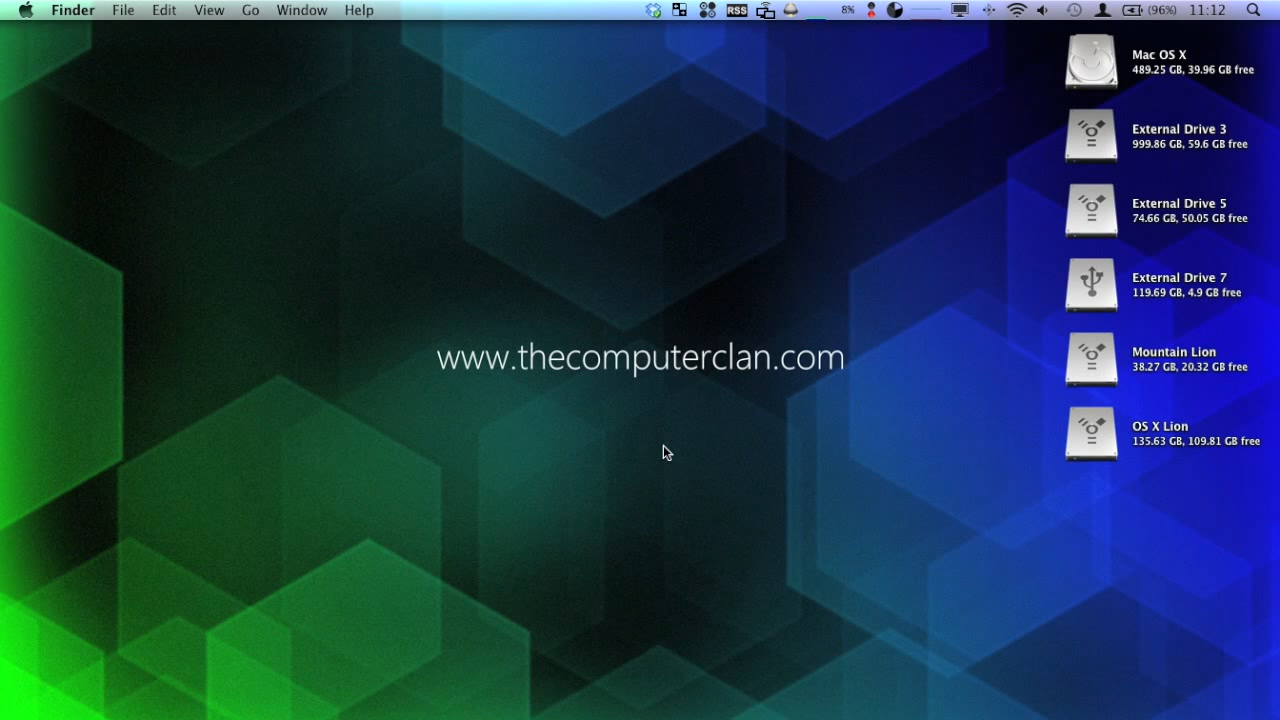 Finder File Edit View Go Window Help RSS 8% (96%) 11:12
Mac OS X
489.25 GB, 39.96 GB free
External Drive 3
999.86 GB, 59.6 GB free
External Drive 5
74.66 GB, 50.05 GB free
External Drive 7
119.69 GB, 4.9 GB free
www.thecomputerclan.com
Mountain Lion
38.27 GB, 20.32 GB free
OS X Lion
135.63 GB, 109.81 GB free